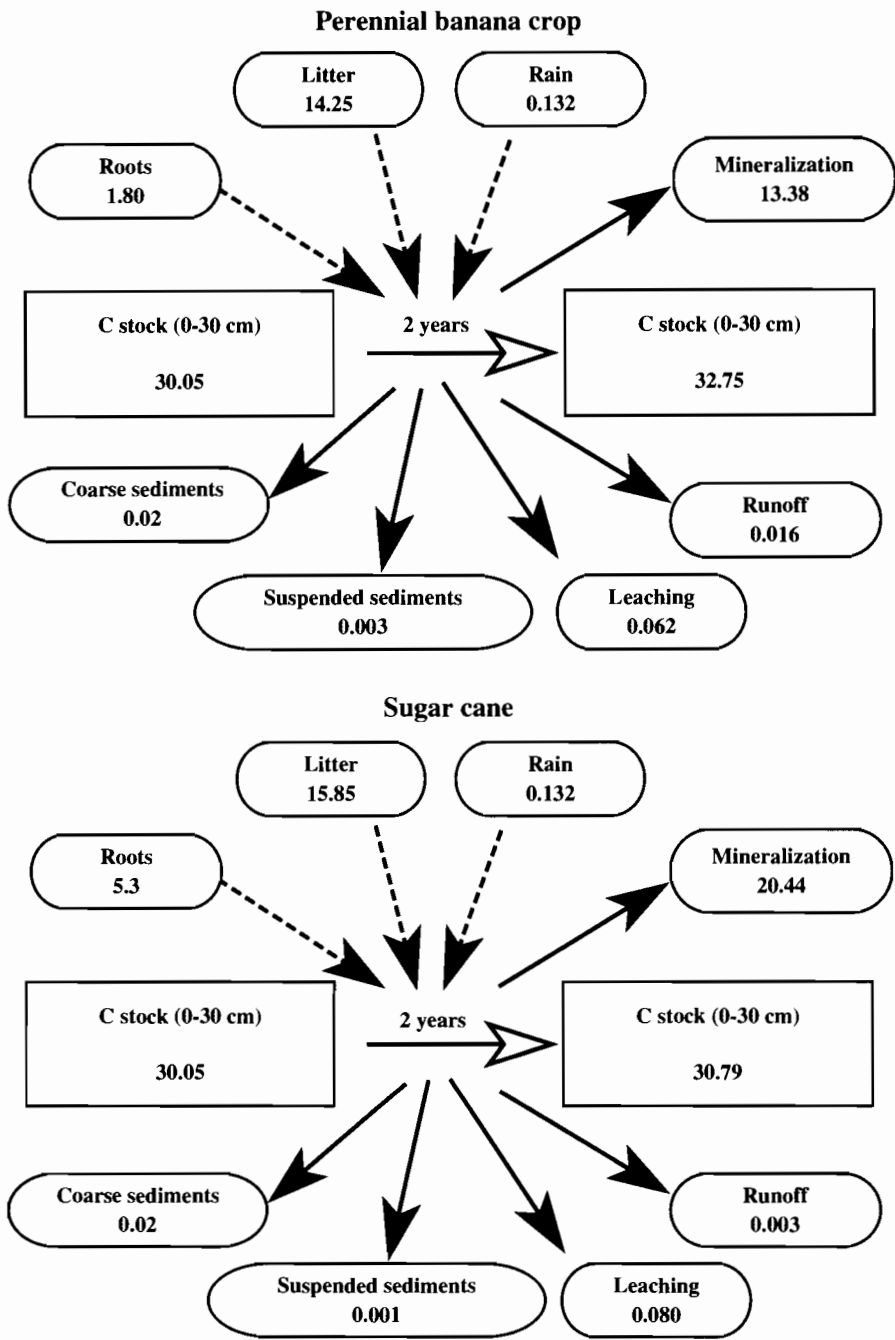 Perennial banana crop
Litter
14.25
Rain
0.132
Roots
1.80
Mineralization
13.38
C stock (0-30 cm)
30.05
2 years
C stock (0-30 cm)
32.75
Coarse sediments
0.02
Runoff
0.016
Suspended sediments
0.003
Leaching
0.062
Sugar cane
Litter
15.85
Rain
0.132
Roots
5.3
Mineralization
20.44
C stock (0-30 cm)
30.05
2 years
C stock (0-30 cm)
30.79
Coarse sediments
0.02
Runoff
0.003
Suspended sediments
0.001
Leaching
0.080